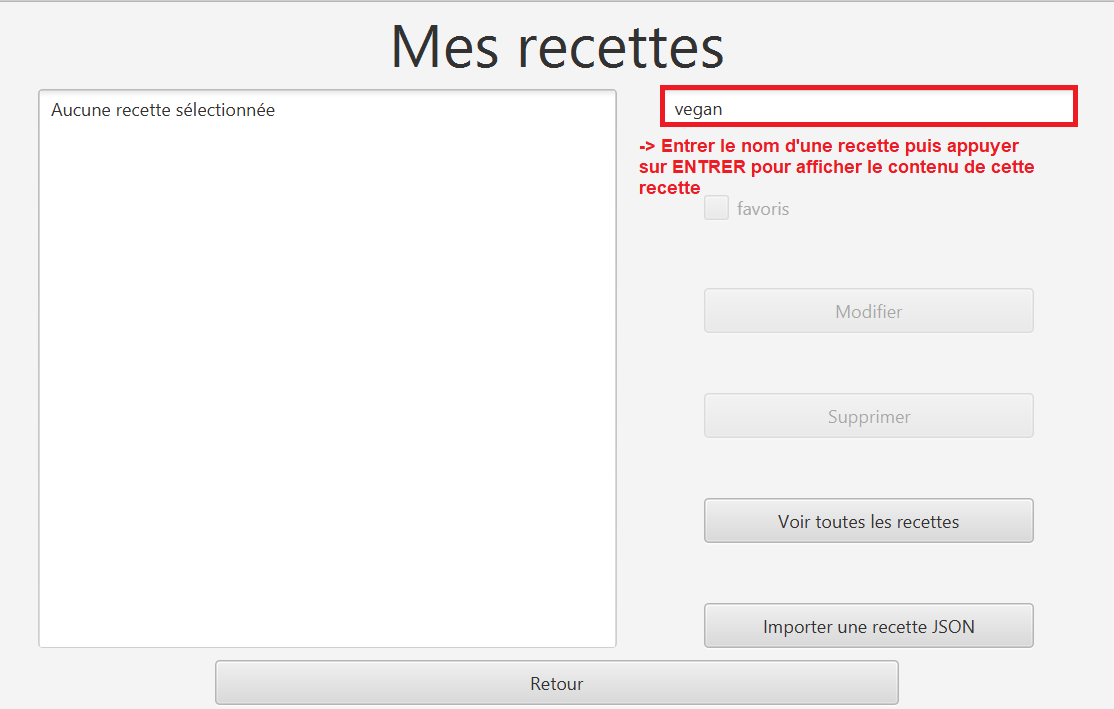 Mes recettes
Aucune recette sélectionnée
vegan
-> Entrer le nom d'une recette puis appuyer
sur ENTRER pour afficher le contenu de cette
recette
favoris
Modifier
Supprimer
Voir toutes les recettes
Importer une recette JSON
Retour